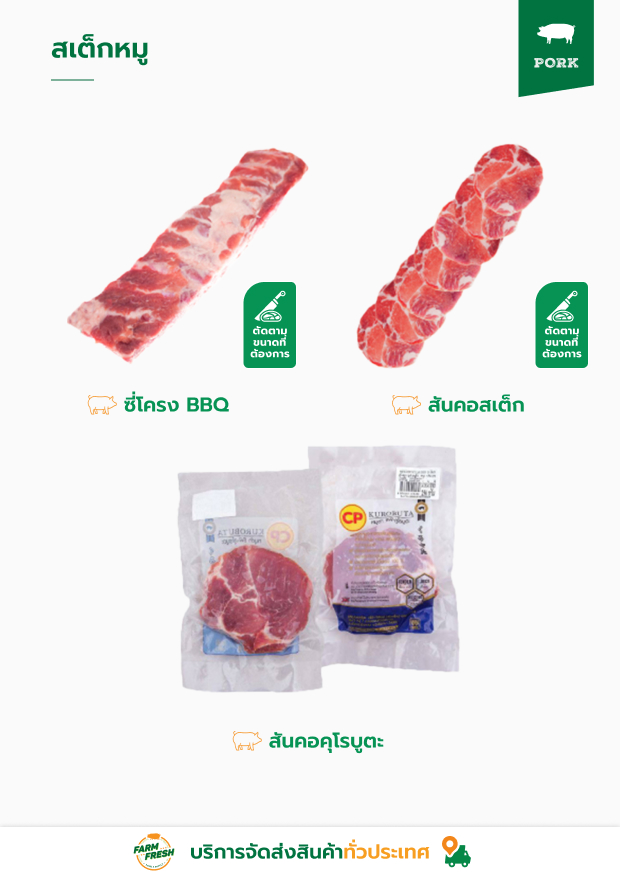 สเต็กหมู
PORK
ตัดตาม
ขนาดที่
ต้องการ
ตัดตาม
ขนาดที่
ต้องการ
ซี่โครง BBQ
สันคอสเต็ก
CP
KUROBUTA
KUROBUTA
CP
สันคอคุโรบูตะ
FARM
FRESH
บริการจัดส่งสินค้าทั่วประเทศ